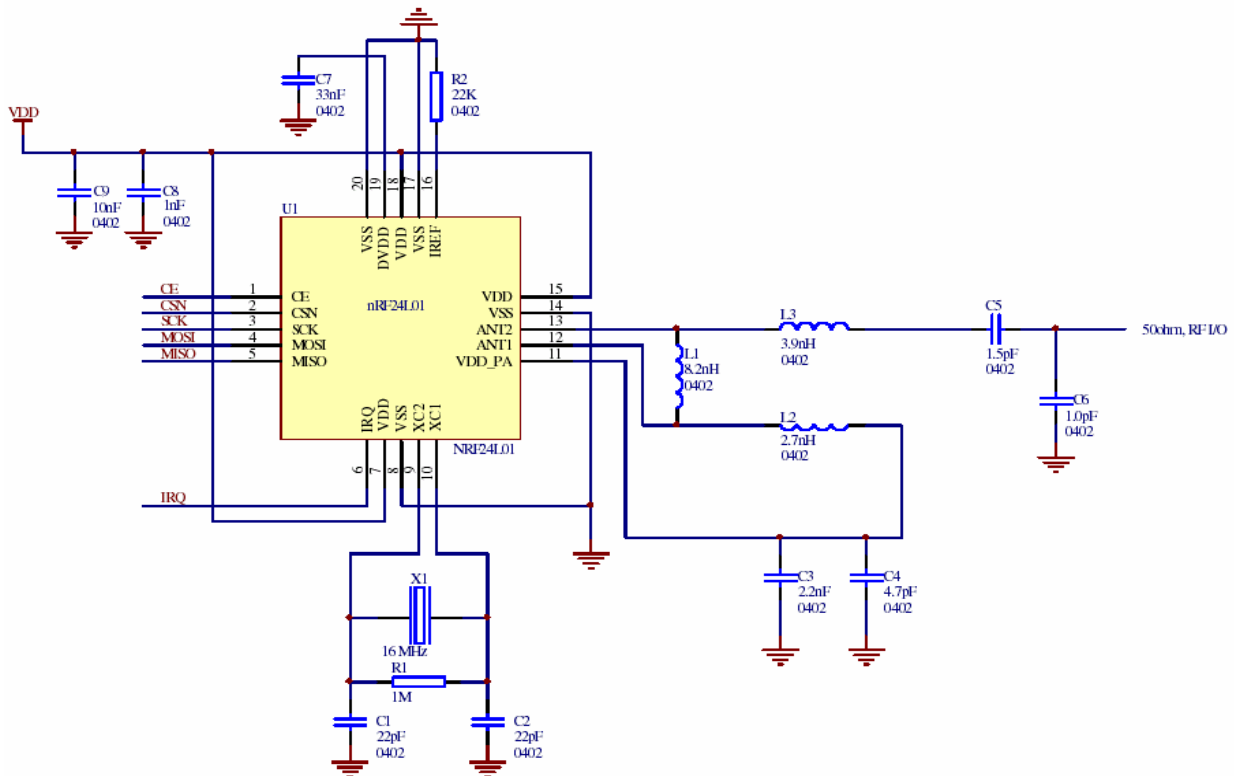 VDD
C7
33nF
0402
R2
22K
0402
C9
10nF
0402
C8
1nF
0402
20
19
18
17
16
U1
VSS
DVDD
VDD
VSS
IREF
nRF24L01
CE
1
CE
CSN
2
CSN
SCK
3
SCK
MOSI
4
MOSI
MISO
5
MISO
VDD
15
VSS
14
ANT2
13
ANT1
12
VDD_PA
11
IRQ
VDD
VSS
XC2
XC1
NRF24L01
6
7
8
9
10
IRQ
L3
3.9nH
0402
C5
1.5pF
0402
50ohm, RF I/O
L1
8.2nH
0402
L2
2.7nH
0402
C6
1.0pF
0402
C3
2.2nF
0402
C4
4.7pF
0402
X1
16 MHz
R1
1M
C1
22pF
0402
C2
22pF
0402